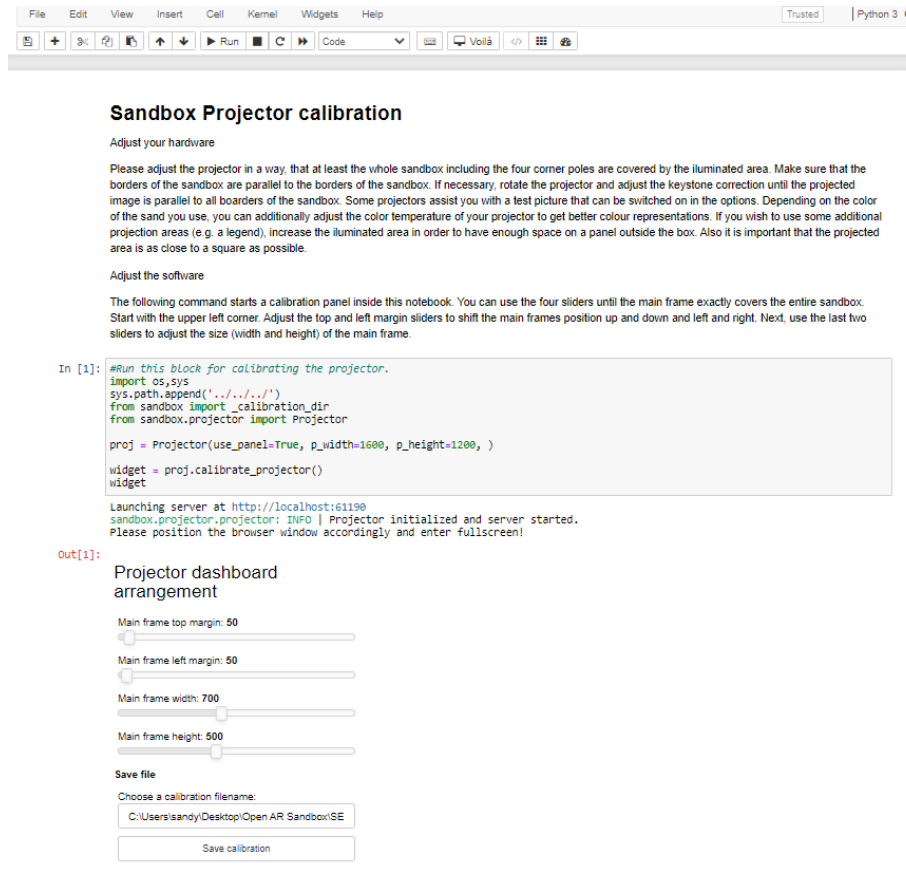 File Edit View Insert Cell Kernel Widgets Help Trusted Python 3
Run Code Voilà
Sandbox Projector calibration
Adjust your hardware
Please adjust the projector in a way, that at least the whole sandbox including the four corner poles are covered by the iluminated area. Make sure that the
borders of the sandbox are parallel to the borders of the sandbox. If necessary, rotate the projector and adjust the keystone correction until the projected
image is parallel to all boarders of the sandbox. Some projectors assist you with a test picture that can be switched on in the options. Depending on the color
of the sand you use, you can additionally adjust the color temperature of your projector to get better colour representations. If you wish to use some additional
projection areas (e.g. a legend), increase the iluminated area in order to have enough space on a panel outside the box. Also it is important that the projected
area is as close to a square as possible.
Adjust the software
The following command starts a calibration panel inside this notebook. You can use the four sliders until the main frame exactly covers the entire sandbox.
Start with the upper left corner. Adjust the top and left margin sliders to shift the main frames position up and down and left and right. Next, use the last two
sliders to adjust the size (width and height) of the main frame.
In [1]: #Run this block for calibrating the projector.
import os,sys
sys.path.append('../../../')
from sandbox import _calibration_dir
from sandbox.projector import Projector
proj = Projector(use_panel=True, p_width=1600, p_height=1200, )
widget = proj.calibrate_projector()
widget
Launching server at http://localhost:61190
sandbox.projector.projector: INFO | Projector initialized and server started.
Please position the browser window accordingly and enter fullscreen!
Out[1]:
Projector dashboard
arrangement
Main frame top margin: 50
Main frame left margin: 50
Main frame width: 700
Main frame height: 500
Save file
Choose a calibration filename:
C:\Users\sandy\Desktop\Open AR Sandbox\SE
Save calibration